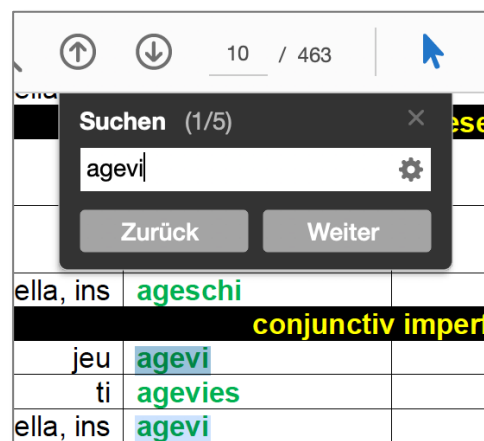 10 / 463
ella
Suchen (1/5)
agevi
Zurück Weiter
ella, ins ageschi
conjunctiv imperf
jeu agevi
ti agevies
ella, ins agevi